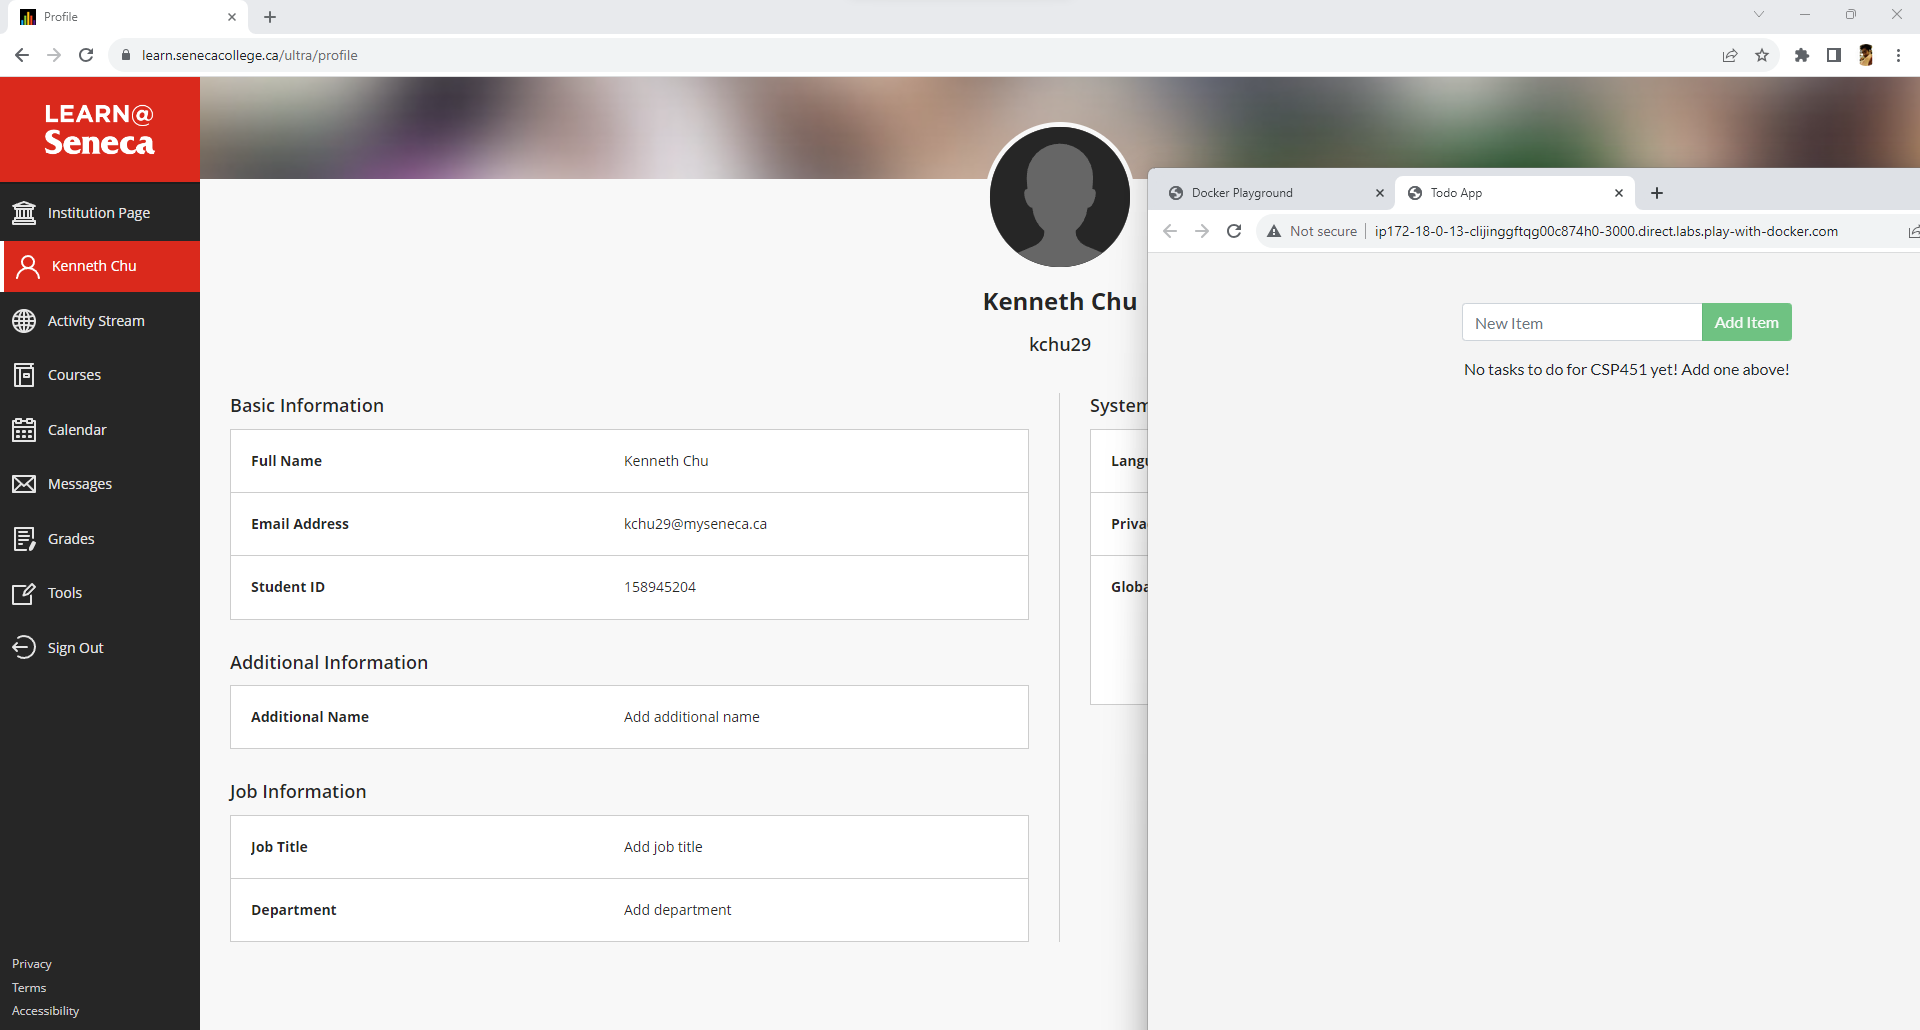 Profile
learn.senecacollege.ca/ultra/profile
LEARN@
Seneca
Institution Page
Kenneth Chu
Activity Stream
Courses
Calendar
Messages
Grades
Tools
Sign Out
Privacy
Terms
Accessibility
Kenneth Chu
kchu29
Basic Information
Full Name Kenneth Chu
Email Address kchu29@myseneca.ca
Student ID 158945204
Additional Information
Additional Name Add additional name
Job Information
Job Title Add job title
Department Add department
System
Langu
Priva
Globa
Docker Playground Todo App
Not secure ip172-18-0-13-clijinggftqg00c874h0-3000.direct.labs.play-with-docker.com
New Item Add Item
No tasks to do for CSP451 yet! Add one above!